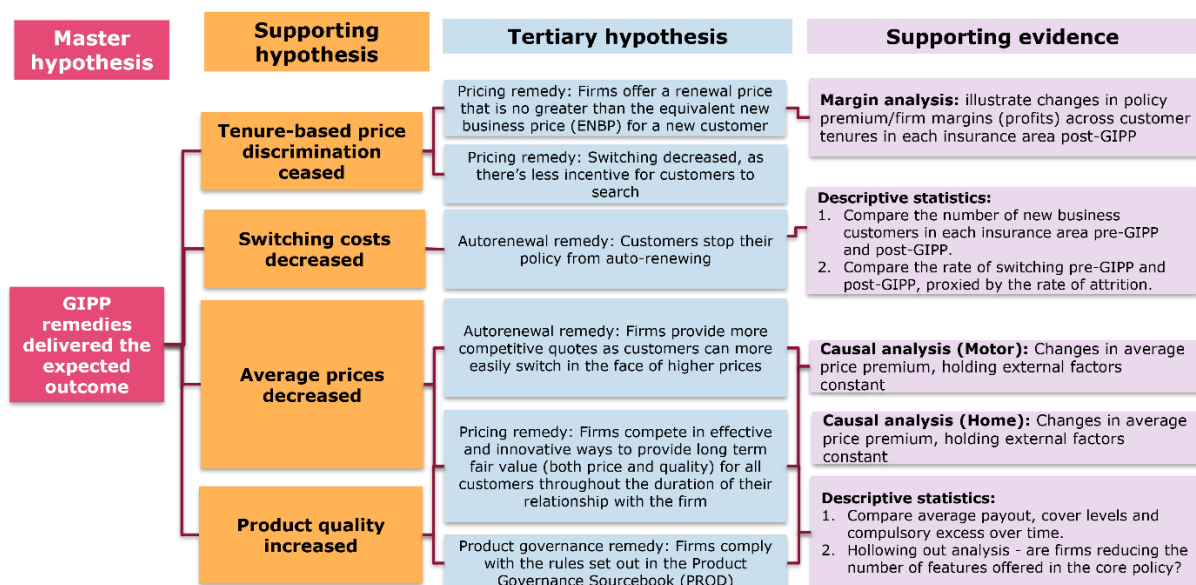 Master
hypothesis
Supporting
hypothesis
Tertiary hypothesis
Supporting evidence
GIPP
remedies
delivered the
expected
outcome
Tenure-based price
discrimination
ceased
Switching costs
decreased
Average prices
decreased
Product quality
increased
Pricing remedy: Firms offer a renewal price
that is no greater than the equivalent new
business price (ENBP) for a new customer
Pricing remedy: Switching decreased, as
there's less incentive for customers to
search
Autorenewal remedy: Customers stop their
policy from auto-renewing
Autorenewal remedy: Firms provide more
competitive quotes as customers can more
easily switch in the face of higher prices
Pricing remedy: Firms compete in effective
and innovative ways to provide long term
fair value (both price and quality) for all
customers throughout the duration of their
relationship with the firm
Product governance remedy: Firms comply
with the rules set out in the Product
Governance Sourcebook (PROD)
Margin analysis: illustrate changes in policy
premium/firm margins (profits) across customer
tenures in each insurance area post-GIPP
Descriptive statistics:
1. Compare the number of new business
customers in each insurance area pre-GIPP
and post-GIPP.
2. Compare the rate of switching pre-GIPP and
post-GIPP, proxied by the rate of attrition.
Causal analysis (Motor): Changes in average
price premium, holding external factors
constant
Causal analysis (Home): Changes in average
price premium, holding external factors
constant
Descriptive statistics:
1. Compare average payout, cover levels and
compulsory excess over time.
2. Hollowing out analysis - are firms reducing the
number of features offered in the core policy?